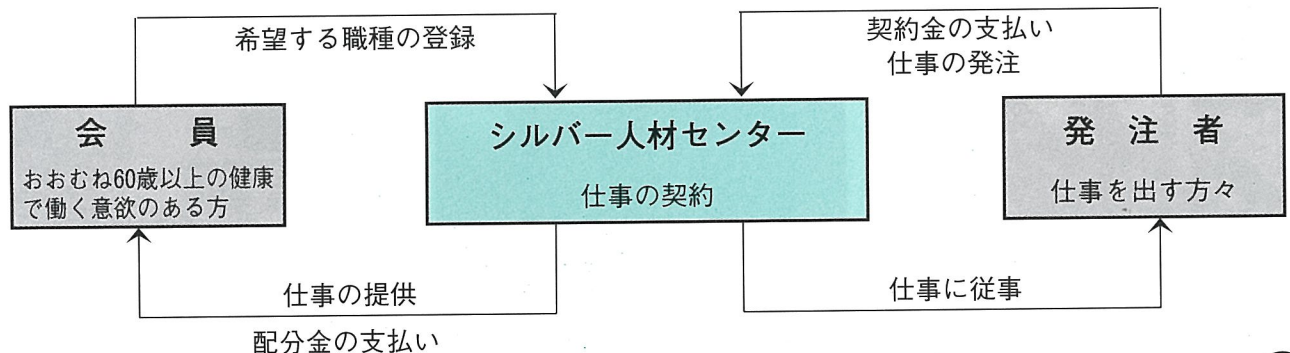 希望する職種の登録
契約金の支払い
仕事の発注
会員
おおむね60歳以上の健康
で働く意欲のある方
シルバー人材センター
仕事の契約
発注者
仕事を出す方々
仕事の提供
配分金の支払い
仕事に従事